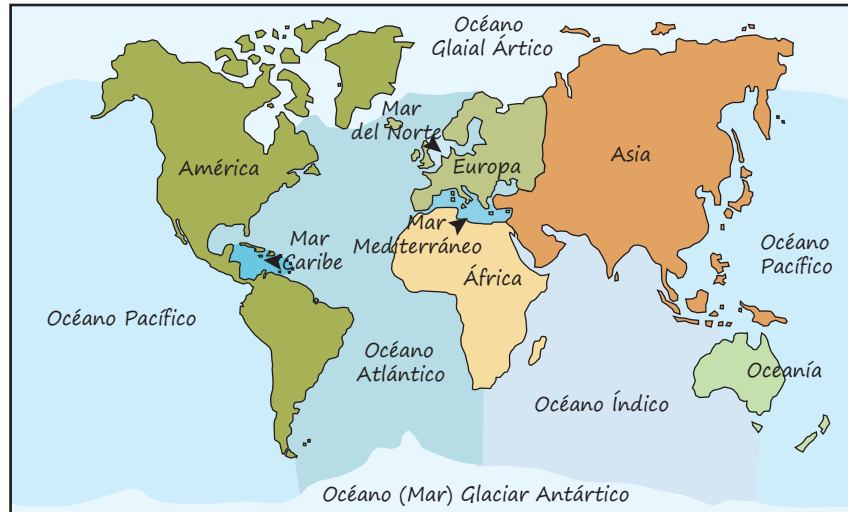 Océano
Glaial Ártico
Mar
del Norte
América
Europa
Asia
Mar
Caribe
Mar
Mediterráneo
África
Océano
Pacífico
Océano Pacífico
Océano
Atlántico
Oceanía
Océano Índico
Océano (Mar) Glaciar Antártico